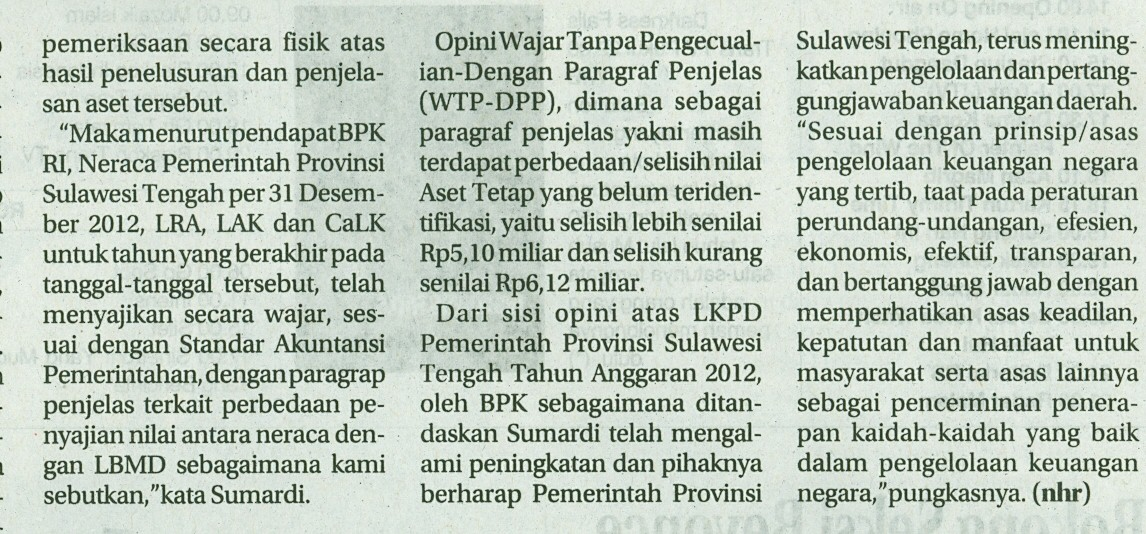 pemeriksaan secara fisik atas
hasil penelusuran dan penjela-
san aset tersebut.
“Maka menurut pendapat BPK
RI, Neraca Pemerintah Provinsi
Sulawesi Tengah per 31 Desem-
ber 2012, LRA, LAK dan CaLK
untuk tahun yang berakhir pada
tanggal-tanggal tersebut, telah
menyajikan secara wajar, ses-
uai dengan Standar Akuntansi
Pemerintahan, dengan paragrap
penjelas terkait perbedaan pe-
nyajian nilai antara neraca den-
gan LBMD sebagaimana kami
sebutkan,”kata Sumardi.
Opini Wajar Tanpa Pengecual-
ian-Dengan Paragraf Penjelas
(WTP-DPP), dimana sebagai
paragraf penjelas yakni masih
terdapat perbedaan/selisih nilai
Aset Tetap yang belum teriden-
tifikasi, yaitu selisih lebih senilai
Rp5,10 miliar dan selisih kurang
senilai Rp6,12 miliar.
Dari sisi opini atas LKPD
Pemerintah Provinsi Sulawesi
Tengah Tahun Anggaran 2012,
oleh BPK sebagaimana ditan-
daskan Sumardi telah mengal-
ami peningkatan dan pihaknya
berharap Pemerintah Provinsi
Sulawesi Tengah, terus mening-
katkan pengelolaan dan pertang-
gungjawaban keuangan daerah.
“Sesuai dengan prinsip/asas
pengelolaan keuangan negara
yang tertib, taat pada peraturan
perundang-undangan, efesien,
ekonomis, efektif, transparan,
dan bertanggung jawab dengan
memperhatikan asas keadilan,
kepatutan dan manfaat untuk
masyarakat serta asas lainnya
sebagai pencerminan penera-
pan kaidah-kaidah yang baik
dalam pengelolaan keuangan
negara,”pungkasnya. (nhr)